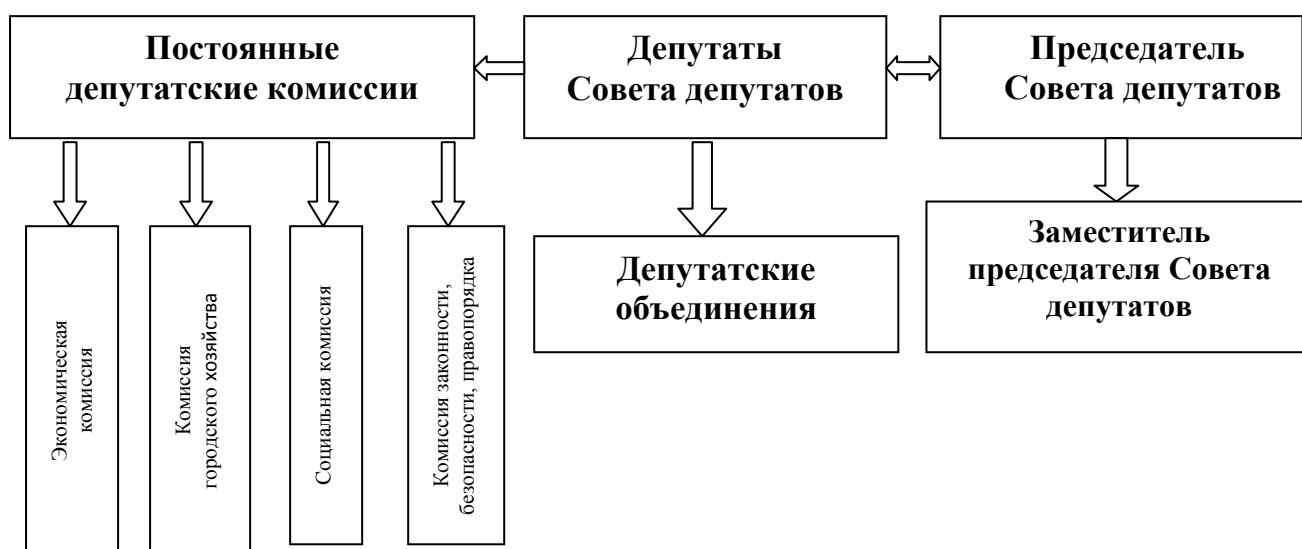 Постоянные
депутатские комиссии
Депутаты
Совета депутатов
Председатель
Совета депутатов
Экономическая
комиссия
Комиссия
городского хозяйства
Социальная комиссия
Комиссия законности,
безопасности, правопорядка
Депутатские
объединения
Заместитель
председателя Совета
депутатов